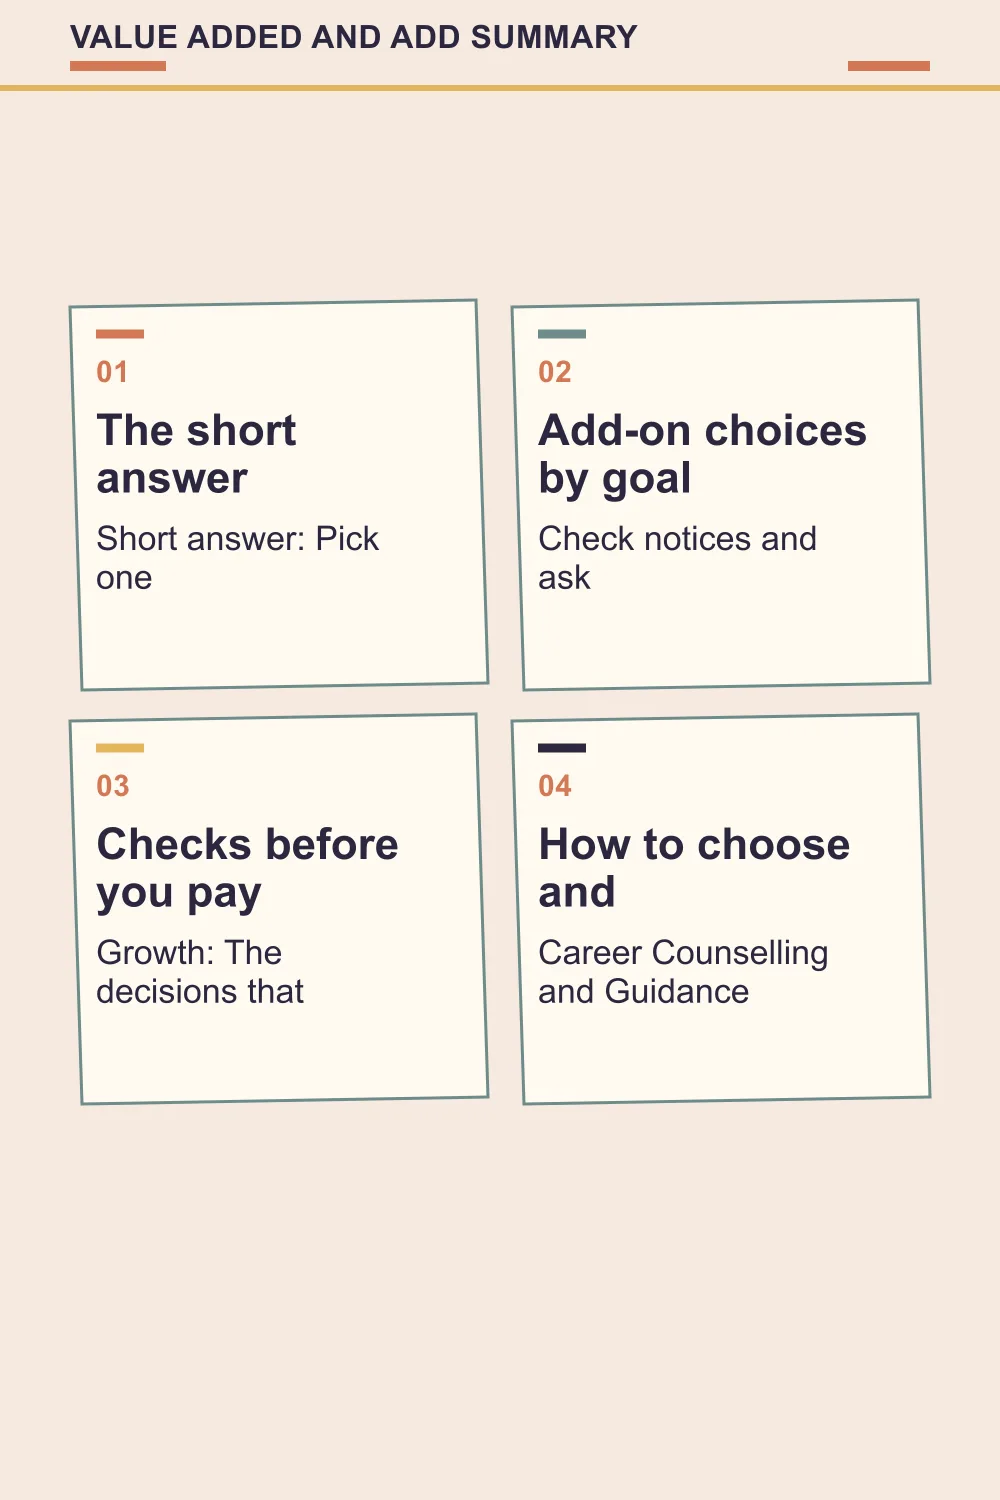 VALUE ADDED AND ADD SUMMARY
01
The short
answer
Short answer: Pick
one
02
Add-on choices
by goal
Check notices and
ask
03
Checks before
you pay
Growth: The
decisions that
04
How to choose
and
Career Counselling
and Guidance